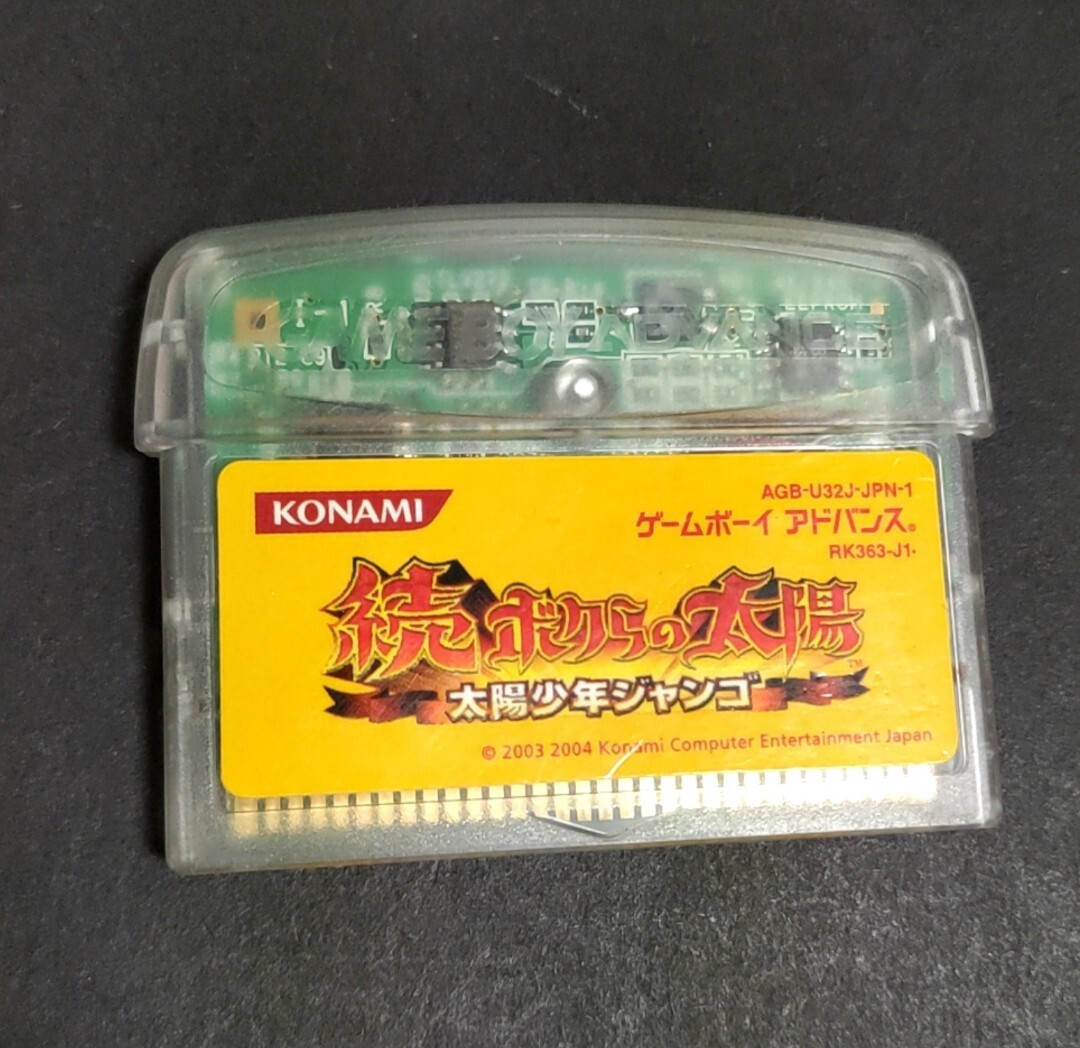 GAME BOY ADVANCE
KONAMI
AGB-U32J-JPN-1
ゲームボーイ アドバンス®
RK363-J1
続 ボクらの太陽
TM
太陽少年ジャンゴ
© 2003 2004 Konami Computer Entertainment Japan